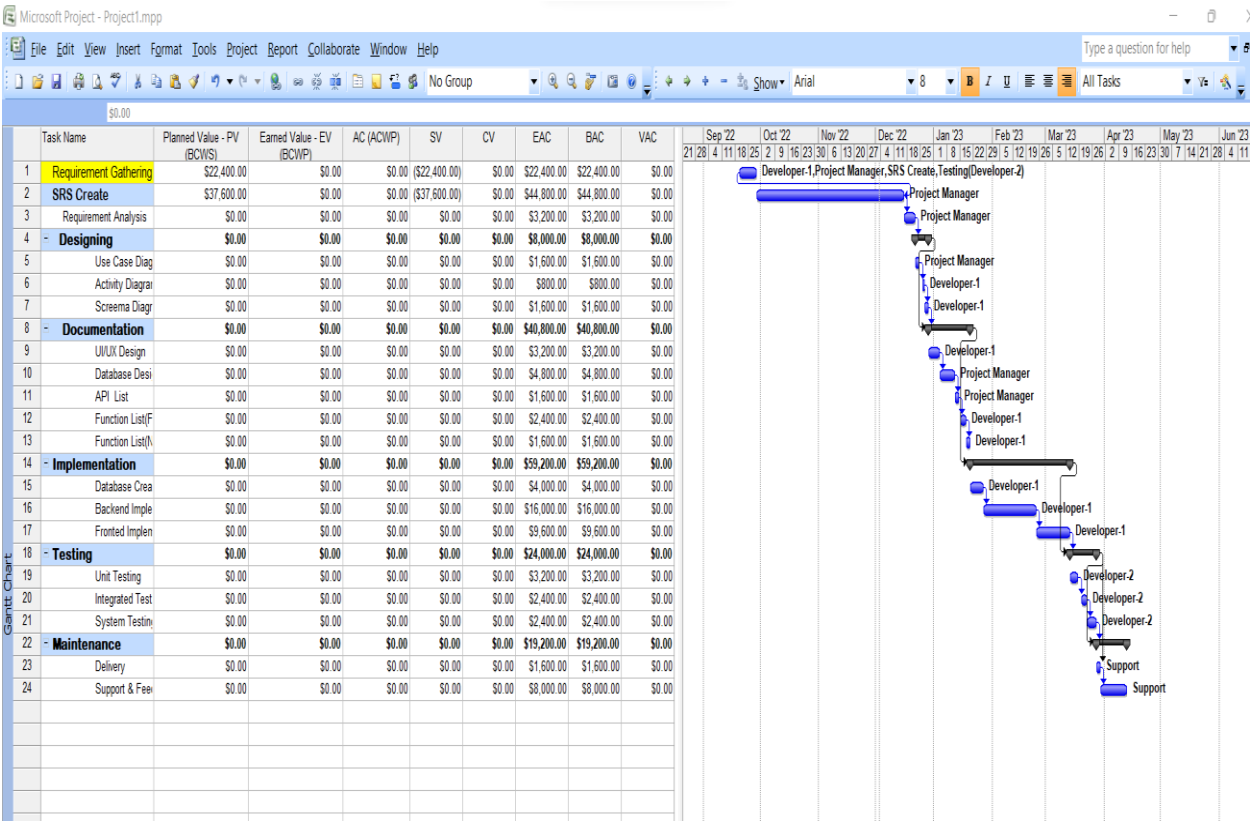 Microsoft Project - Project1.mpp
File Edit View Insert Format Tools Project Report Collaborate Window Help
Type a question for help
No Group Show Arial 8 B I U All Tasks
$0.00
Task Name Planned Value - PV (BCWS) Earned Value - EV (BCWP) AC (ACWP) SV CV EAC BAC VAC
Sep '22 Oct '22 Nov '22 Dec '22 Jan '23 Feb '23 Mar '23 Apr '23 May '23 Jun '23
21 28 4 11 18 25 2 9 16 23 30 6 13 20 27 4 11 18 25 1 8 15 22 29 5 12 19 26 5 12 19 26 2 9 16 23 30 7 14 21 28 4 11
1 Requirement Gathering $22,400.00 $0.00 $0.00 ($22,400.00) $0.00 $22,400.00 $22,400.00 $0.00 Developer-1,Project Manager,SRS Create,Testing(Developer-2)
2 SRS Create $37,600.00 $0.00 $0.00 ($37,600.00) $0.00 $44,800.00 $44,800.00 $0.00 Project Manager
3 Requirement Analysis $0.00 $0.00 $0.00 $0.00 $0.00 $3,200.00 $3,200.00 $0.00 Project Manager
4 - Designing $0.00 $0.00 $0.00 $0.00 $0.00 $8,000.00 $8,000.00 $0.00
5 Use Case Diag $0.00 $0.00 $0.00 $0.00 $0.00 $1,600.00 $1,600.00 $0.00 Project Manager
6 Activity Diagrar $0.00 $0.00 $0.00 $0.00 $0.00 $800.00 $800.00 $0.00 Developer-1
7 Screema Diagr $0.00 $0.00 $0.00 $0.00 $0.00 $1,600.00 $1,600.00 $0.00 Developer-1
8 - Documentation $0.00 $0.00 $0.00 $0.00 $0.00 $40,800.00 $40,800.00 $0.00
9 UI/UX Design $0.00 $0.00 $0.00 $0.00 $0.00 $3,200.00 $3,200.00 $0.00 Developer-1
10 Database Desi $0.00 $0.00 $0.00 $0.00 $0.00 $4,800.00 $4,800.00 $0.00 Project Manager
11 API List $0.00 $0.00 $0.00 $0.00 $0.00 $1,600.00 $1,600.00 $0.00 Project Manager
12 Function List(F $0.00 $0.00 $0.00 $0.00 $0.00 $2,400.00 $2,400.00 $0.00 Developer-1
13 Function List(N $0.00 $0.00 $0.00 $0.00 $0.00 $1,600.00 $1,600.00 $0.00 Developer-1
14 - Implementation $0.00 $0.00 $0.00 $0.00 $0.00 $59,200.00 $59,200.00 $0.00
15 Database Crea $0.00 $0.00 $0.00 $0.00 $0.00 $4,000.00 $4,000.00 $0.00 Developer-1
16 Backend Imple $0.00 $0.00 $0.00 $0.00 $0.00 $16,000.00 $16,000.00 $0.00 Developer-1
17 Fronted Implen $0.00 $0.00 $0.00 $0.00 $0.00 $9,600.00 $9,600.00 $0.00 Developer-1
18 - Testing $0.00 $0.00 $0.00 $0.00 $0.00 $24,000.00 $24,000.00 $0.00
19 Unit Testing $0.00 $0.00 $0.00 $0.00 $0.00 $3,200.00 $3,200.00 $0.00 Developer-2
20 Integrated Test $0.00 $0.00 $0.00 $0.00 $0.00 $2,400.00 $2,400.00 $0.00 Developer-2
21 System Testing $0.00 $0.00 $0.00 $0.00 $0.00 $2,400.00 $2,400.00 $0.00 Developer-2
22 - Maintenance $0.00 $0.00 $0.00 $0.00 $0.00 $19,200.00 $19,200.00 $0.00
23 Delivery $0.00 $0.00 $0.00 $0.00 $0.00 $1,600.00 $1,600.00 $0.00 Support
24 Support & Fee $0.00 $0.00 $0.00 $0.00 $0.00 $8,000.00 $8,000.00 $0.00 Support
Gantt Chart